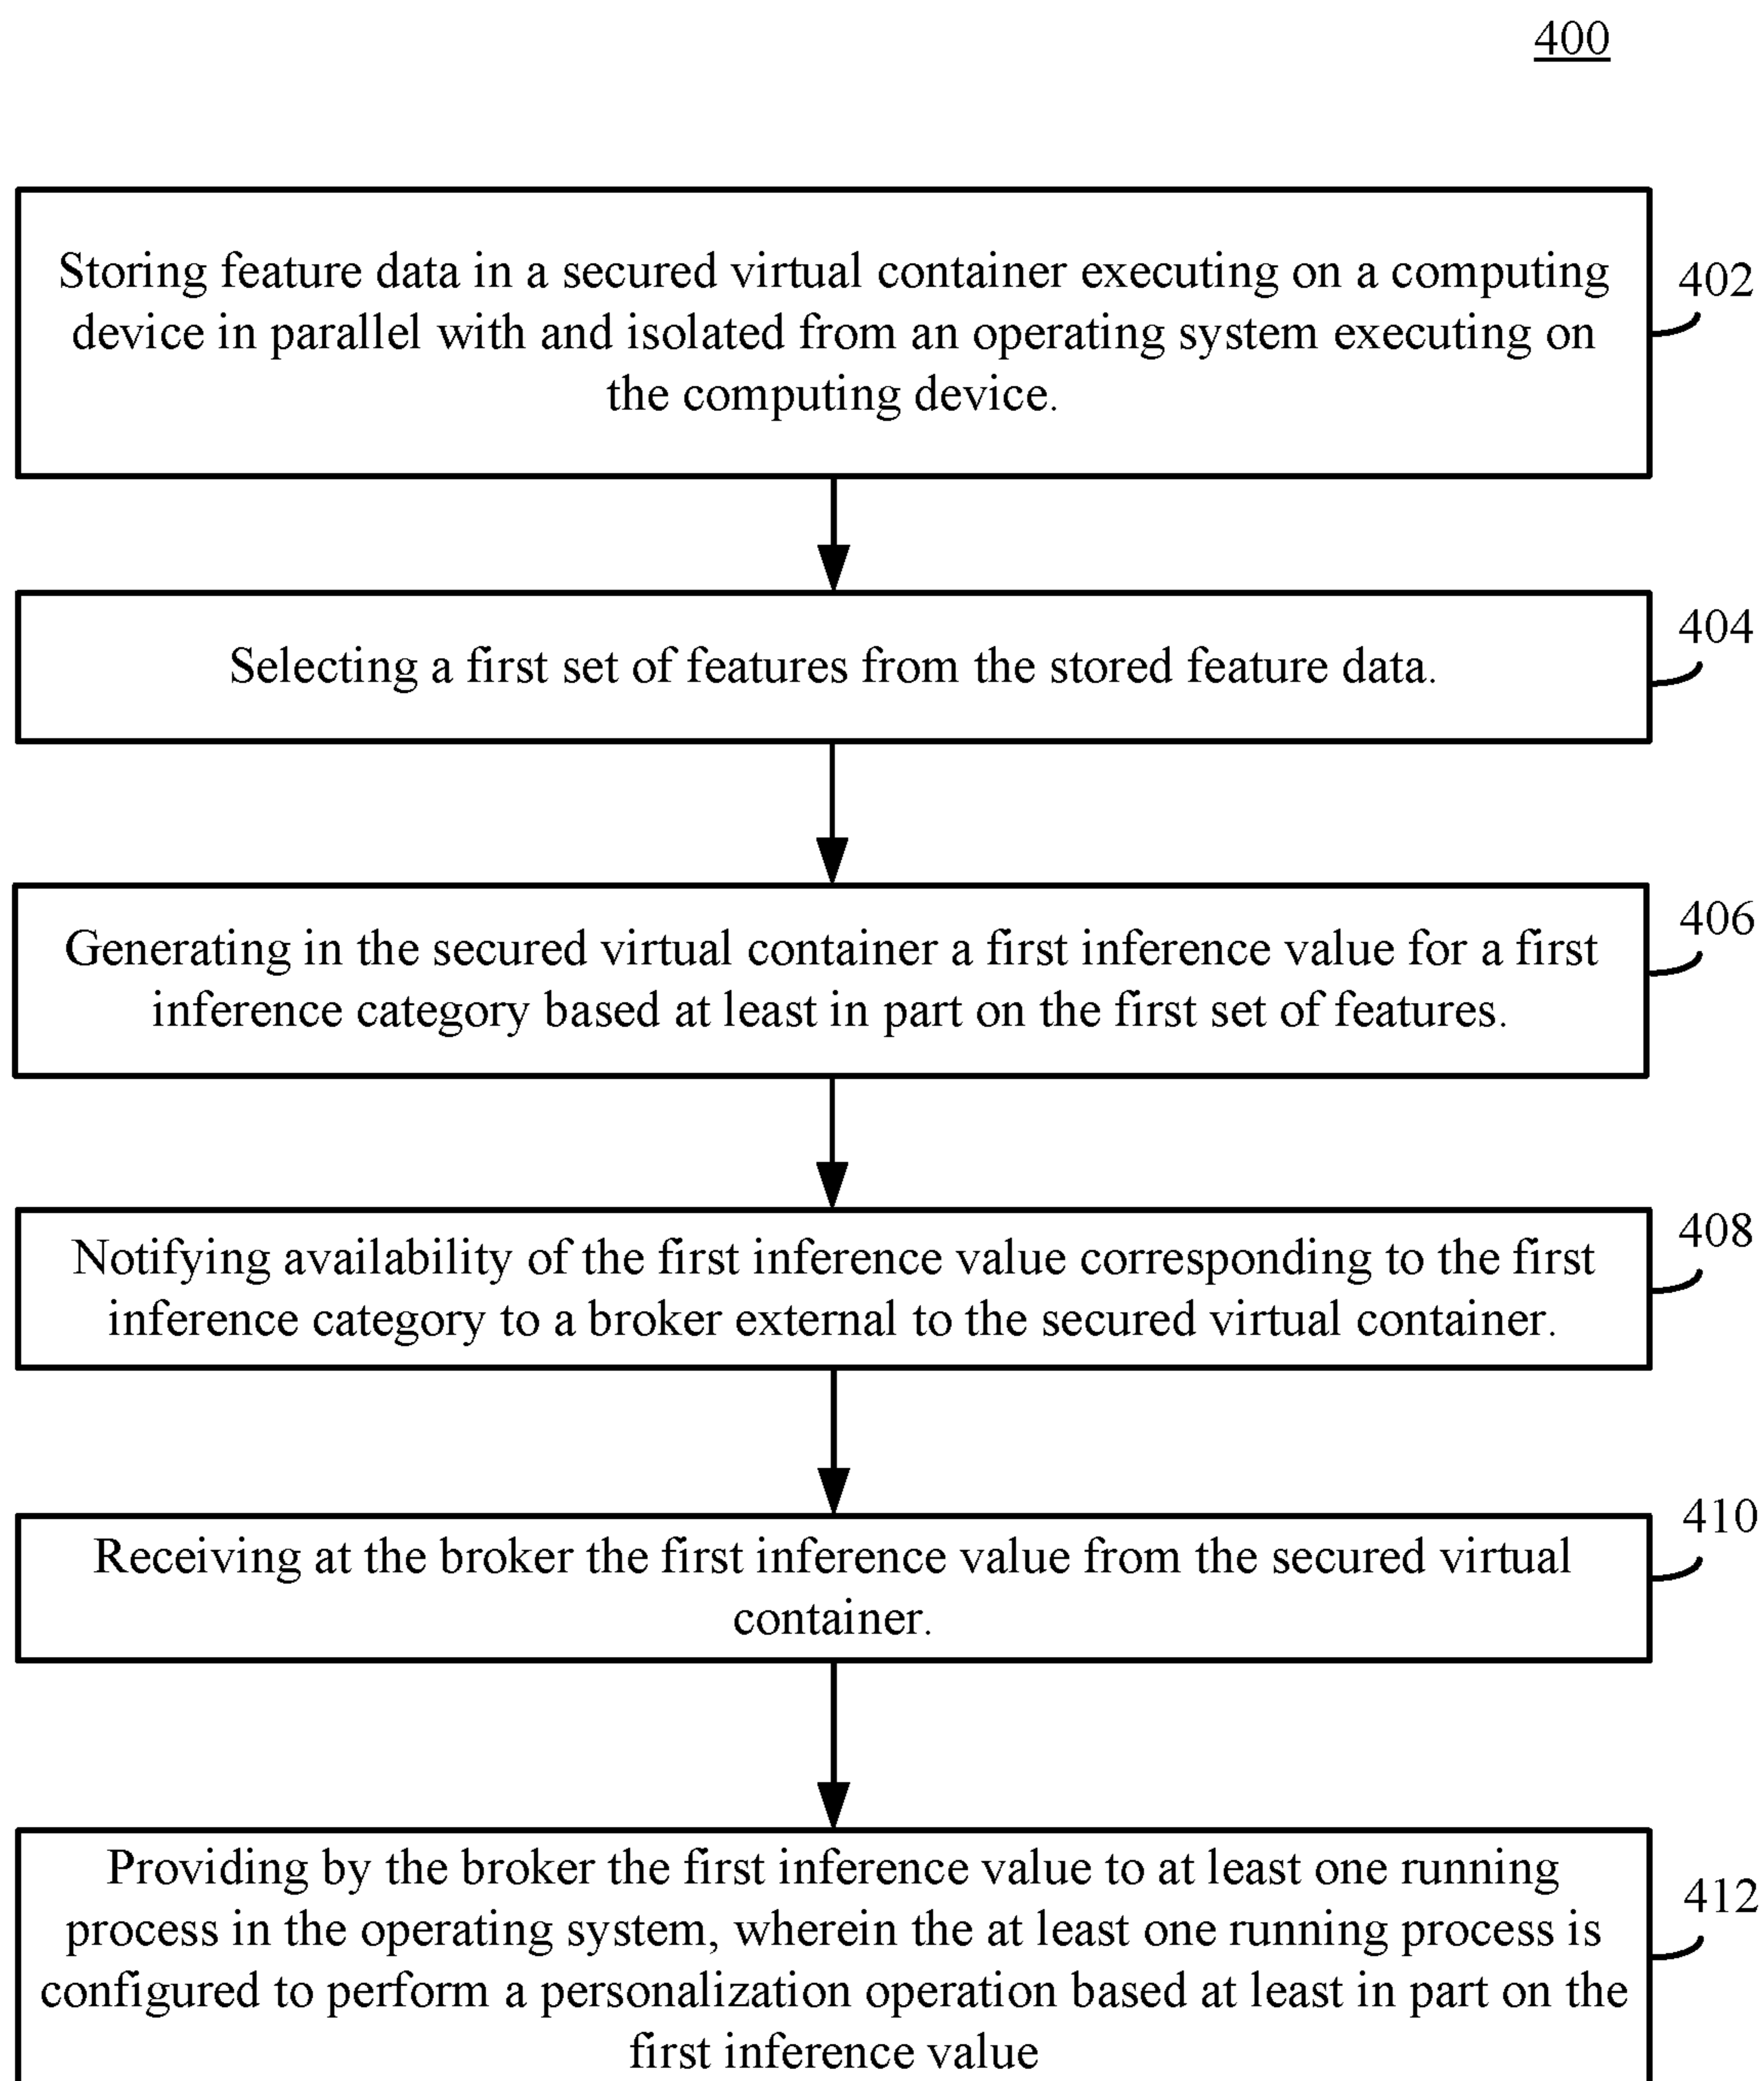 400
Storing feature data in a secured virtual container executing on a computing
device in parallel with and isolated from an operating system executing on
the computing device.
402
Selecting a first set of features from the stored feature data.
404
Generating in the secured virtual container a first inference value for a first
inference category based at least in part on the first set of features.
406
Notifying availability of the first inference value corresponding to the first
inference category to a broker external to the secured virtual container.
408
Receiving at the broker the first inference value from the secured virtual
container.
410
Providing by the broker the first inference value to at least one running
process in the operating system, wherein the at least one running process is
configured to perform a personalization operation based at least in part on the
first inference value
412